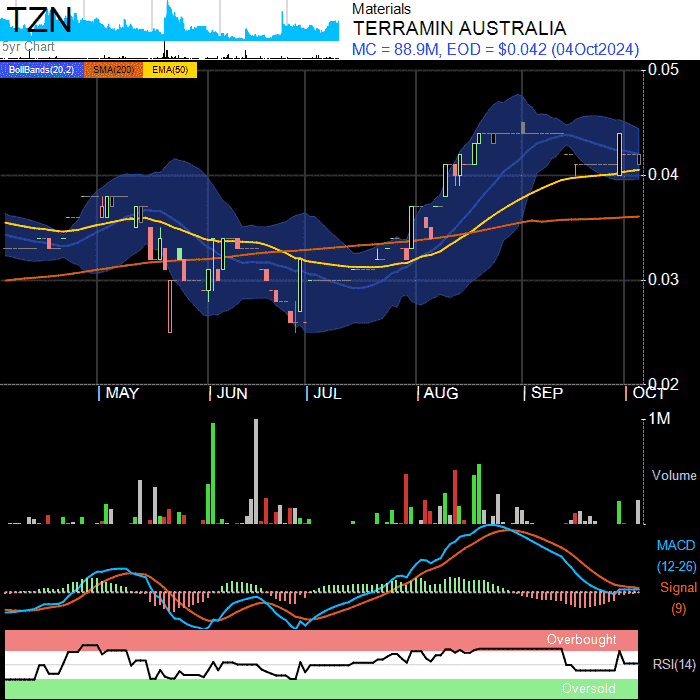 TZN
5yr Chart
Materials
TERRAMIN AUSTRALIA
MC = 88.9M, EOD = $0.042 (04Oct2024)
BollBands(20,2) SMA(200) EMA(50)
0.05
0.04
0.03
0.02
MAY JUN JUL AUG SEP OCT
1M
Volume
MACD
(12-26)
Signal
(9)
Overbought
RSI(14)
Oversold